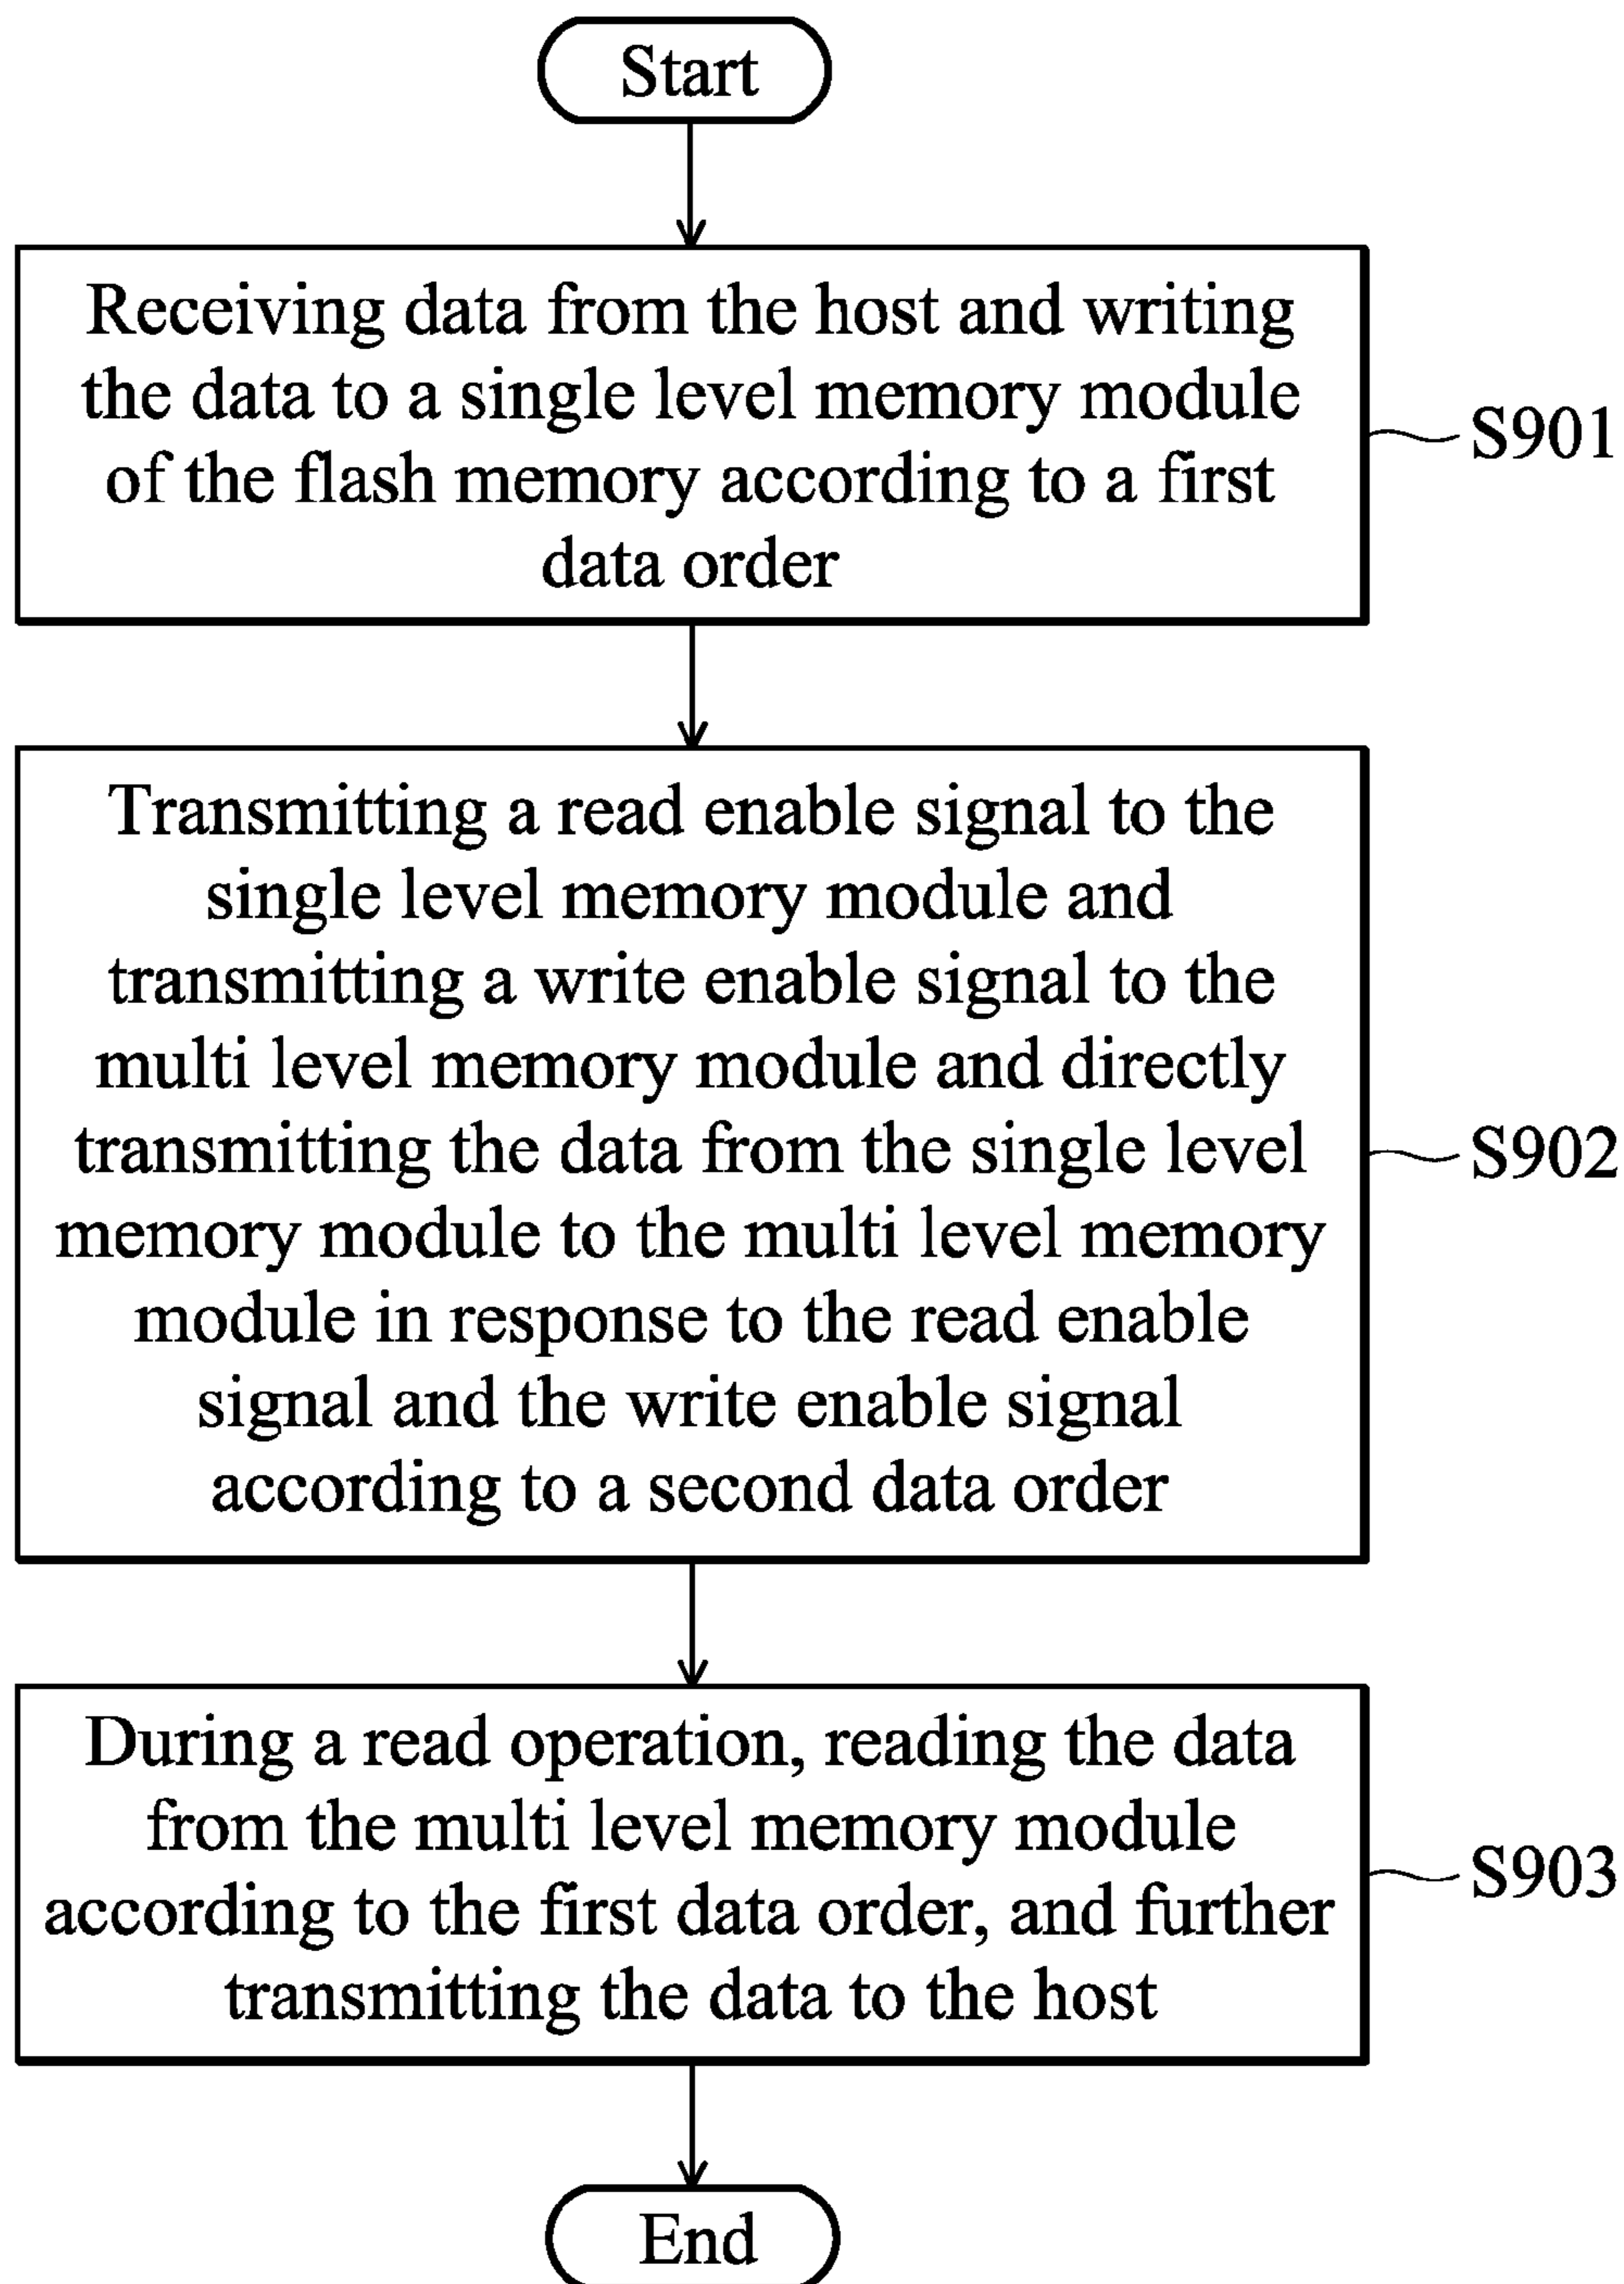 Start
Receiving data from the host and writing
the data to a single level memory module
of the flash memory according to a first
data order
S901
Transmitting a read enable signal to the
single level memory module and
transmitting a write enable signal to the
multi level memory module and directly
transmitting the data from the single level
memory module to the multi level memory
module in response to the read enable
signal and the write enable signal
according to a second data order
S902
During a read operation, reading the data
from the multi level memory module
according to the first data order, and further
transmitting the data to the host
S903
End